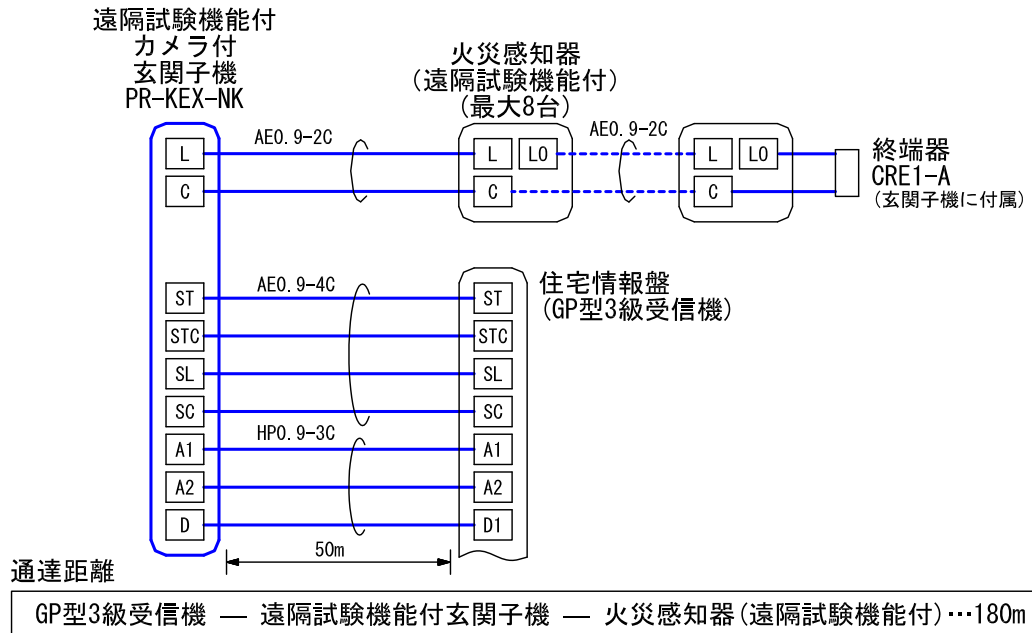 遠隔試験機能付
カメラ付
玄関子機
PR-KEX-NK
火災感知器
(遠隔試験機能付)
(最大8台)
AE0.9-2C
AE0.9-2C
L
L
L0
L
L0
C
C
C
終端器
CRE1-A
(玄関子機に付属)
住宅情報盤
(GP型3級受信機)
AE0.9-4C
ST
ST
STC
STC
SL
SL
SC
SC
HP0.9-3C
A1
A1
A2
A2
D
D1
50m
通達距離
GP型3級受信機 ― 遠隔試験機能付玄関子機 ― 火災感知器(遠隔試験機能付)…180m